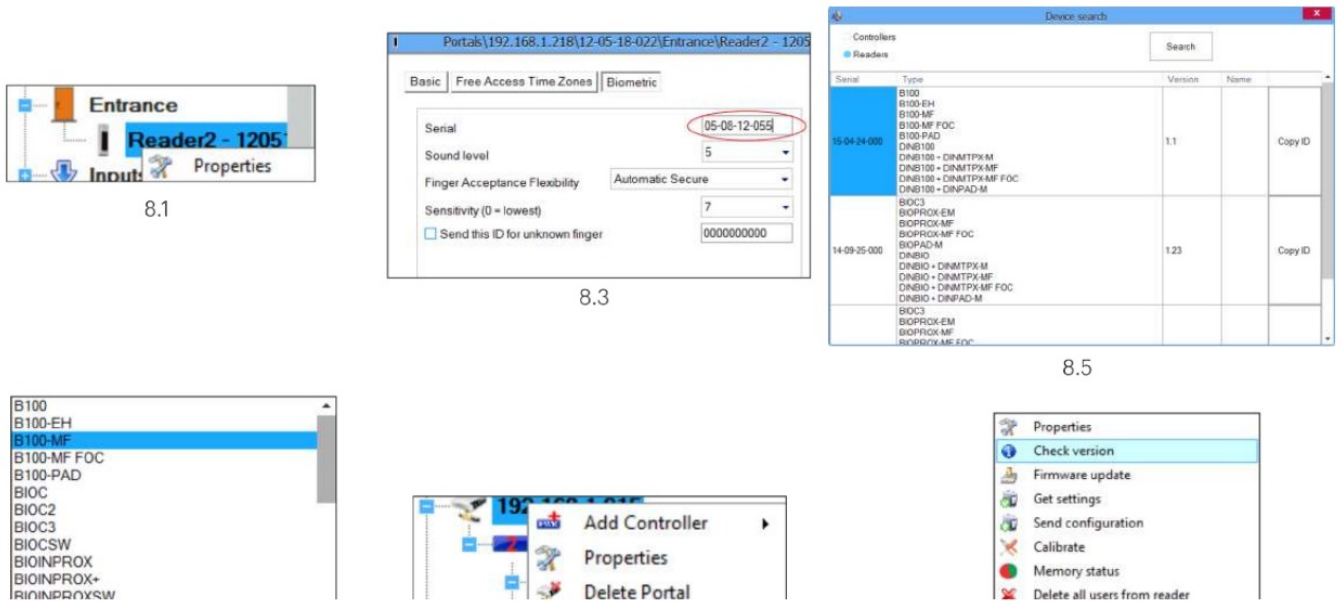 Entrance
Reader2 - 1205
Inputs
Properties
8.1
Portals\192.168.1.218\12-05-18-022\Entrance\Reader2 - 1205
Basic
Free Access Time Zones
Biometric
Serial
05-08-12-055
Sound level
5
Finger Acceptance Flexibility
Automatic Secure
Sensitivity (0 = lowest)
7
Send this ID for unknown finger
0000000000
8.3
Device search
x
Controllers
Readers
Search
Serial
Type
Version
Name
15-04-24-000
B100
B100-EH
B100-MF
B100-MF FOC
B100-PAD
DINB100
DINB100 + DINMTPX-M
DINB100 + DINMTPX-MF
DINB100 + DINMTPX-MF FOC
DINB100 + DINPAD-M
1.1
Copy ID
14-09-25-000
BIOC3
BIOPROX-EM
BIOPROX-MF
BIOPROX-MF FOC
BIOPAD-M
DINBIO
DINBIO + DINMTPX-M
DINBIO + DINMTPX-MF
DINBIO + DINMTPX-MF FOC
DINBIO + DINPAD-M
1.23
Copy ID
BIOC3
BIOPROX-EM
BIOPROX-MF
BIOPROX-MF FOC
8.5
B100
B100-EH
B100-MF
B100-MF FOC
B100-PAD
BIOC
BIOC2
BIOC3
BIOCSW
BIOINPROX
BIOINPROX+
BIOINPROXSW
Add Controller
Properties
Delete Portal
Properties
Check version
Firmware update
Get settings
Send configuration
Calibrate
Memory status
Delete all users from reader